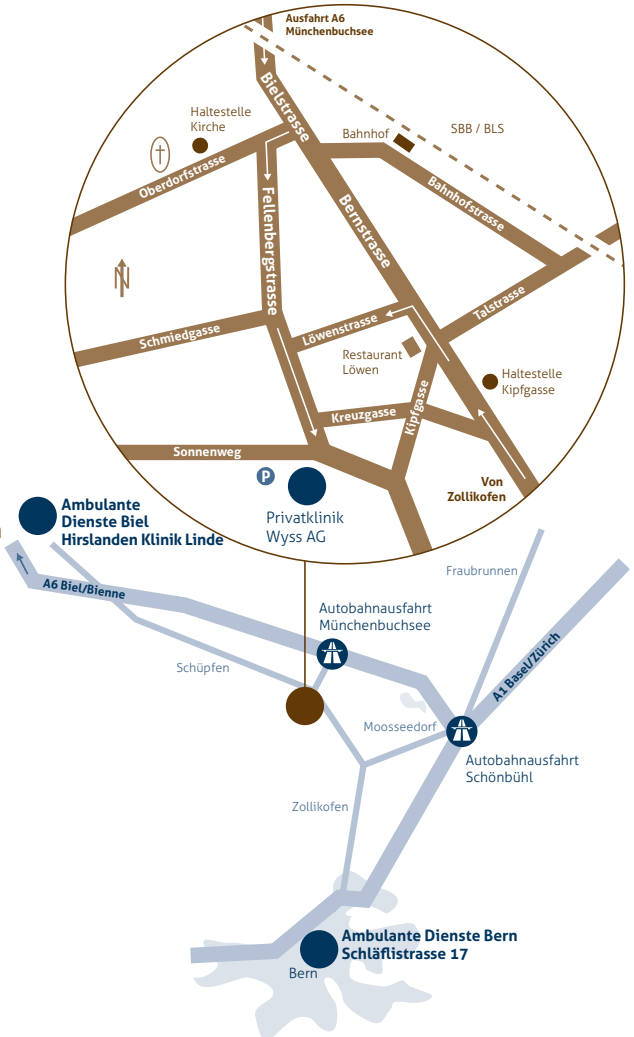 Ausfahrt A6
Münchenbuchsee
Bielstrasse
Haltestelle
Kirche
Bahnhof
SBB / BLS
Oberdorfstrasse
Bahnhofstrasse
Fellenbergstrasse
Bernstrasse
N
Talstrasse
Schmiedgasse
Löwenstrasse
Restaurant
Löwen
Haltestelle
Kipfgasse
Kipfgasse
Kreuzgasse
Sonnenweg
P
Von
Zollikofen
Privatklinik
Wyss AG
Ambulante
Dienste Biel
Hirslanden Klinik Linde
A6 Biel/Bienne
Fraubrunnen
Autobahnausfahrt
Münchenbuchsee
Schüpfen
A1 Basel/Zürich
Moosseedorf
Autobahnausfahrt
Schönbühl
Zollikofen
Ambulante Dienste Bern
Schläflistrasse 17
Bern